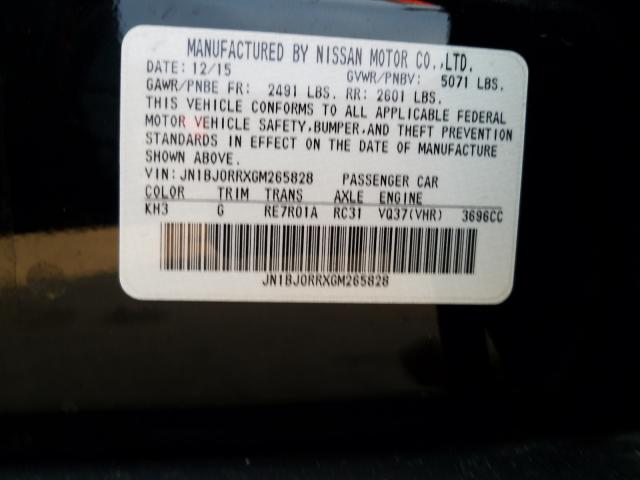 MANUFACTURED BY NISSAN MOTOR CO.,LTD.
DATE: 12/15 GVWR/PNBV: 5071 LBS.
GAWR/PNBE FR: 2491 LBS. RR: 2601 LBS.
THIS VEHICLE CONFORMS TO ALL APPLICABLE FEDERAL
MOTOR VEHICLE SAFETY,BUMPER,AND THEFT PREVENTION
STANDARDS IN EFFECT ON THE DATE OF MANUFACTURE
SHOWN ABOVE.
VIN: JN1BJ0RRXGM265828 PASSENGER CAR
COLOR TRIM TRANS AXLE ENGINE
KH3 G RE7R01A RC31 VQ37(VHR) 3696CC
JN1BJ0RRXGM265828